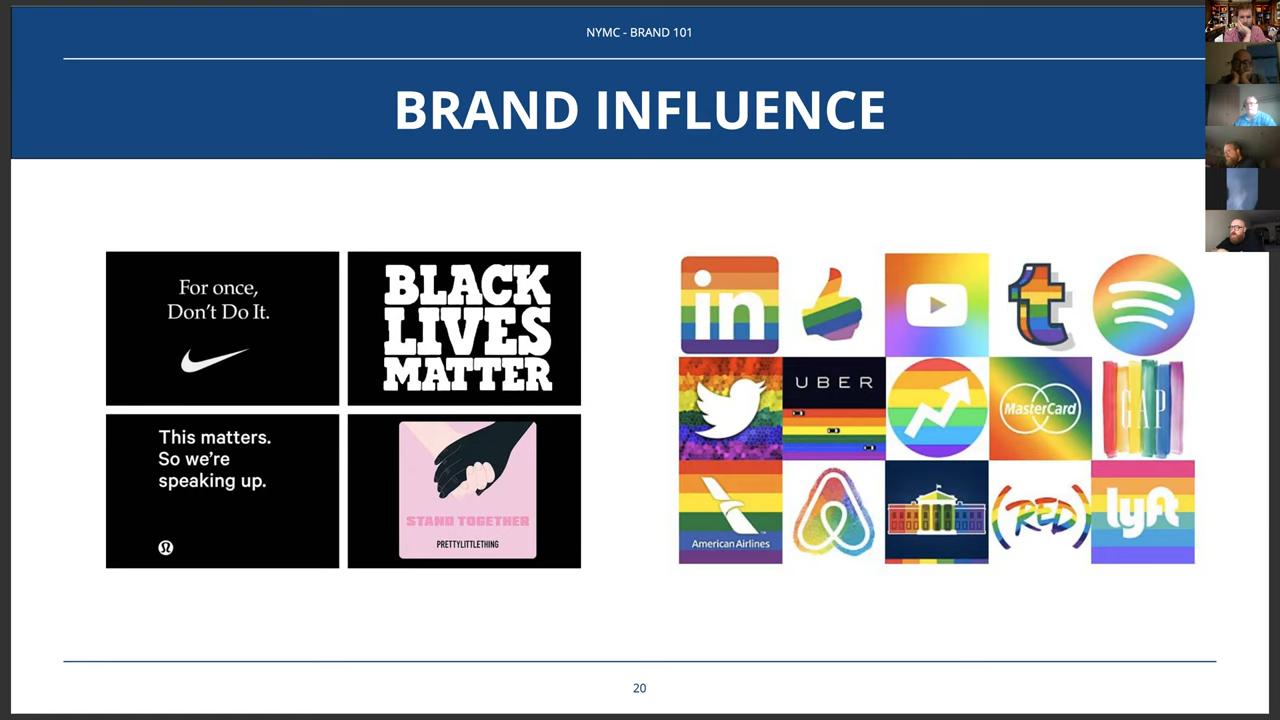 NYMC - BRAND 101
BRAND INFLUENCE
For once,
Don't Do It.
BLACK
LIVES
MATTER
This matters.
So we're
speaking up.
STAND TOGETHER
PRETTYLITTLETHING
in
t
UBER
MasterCard
GAP
American Airlines
(RED)
lyft
20